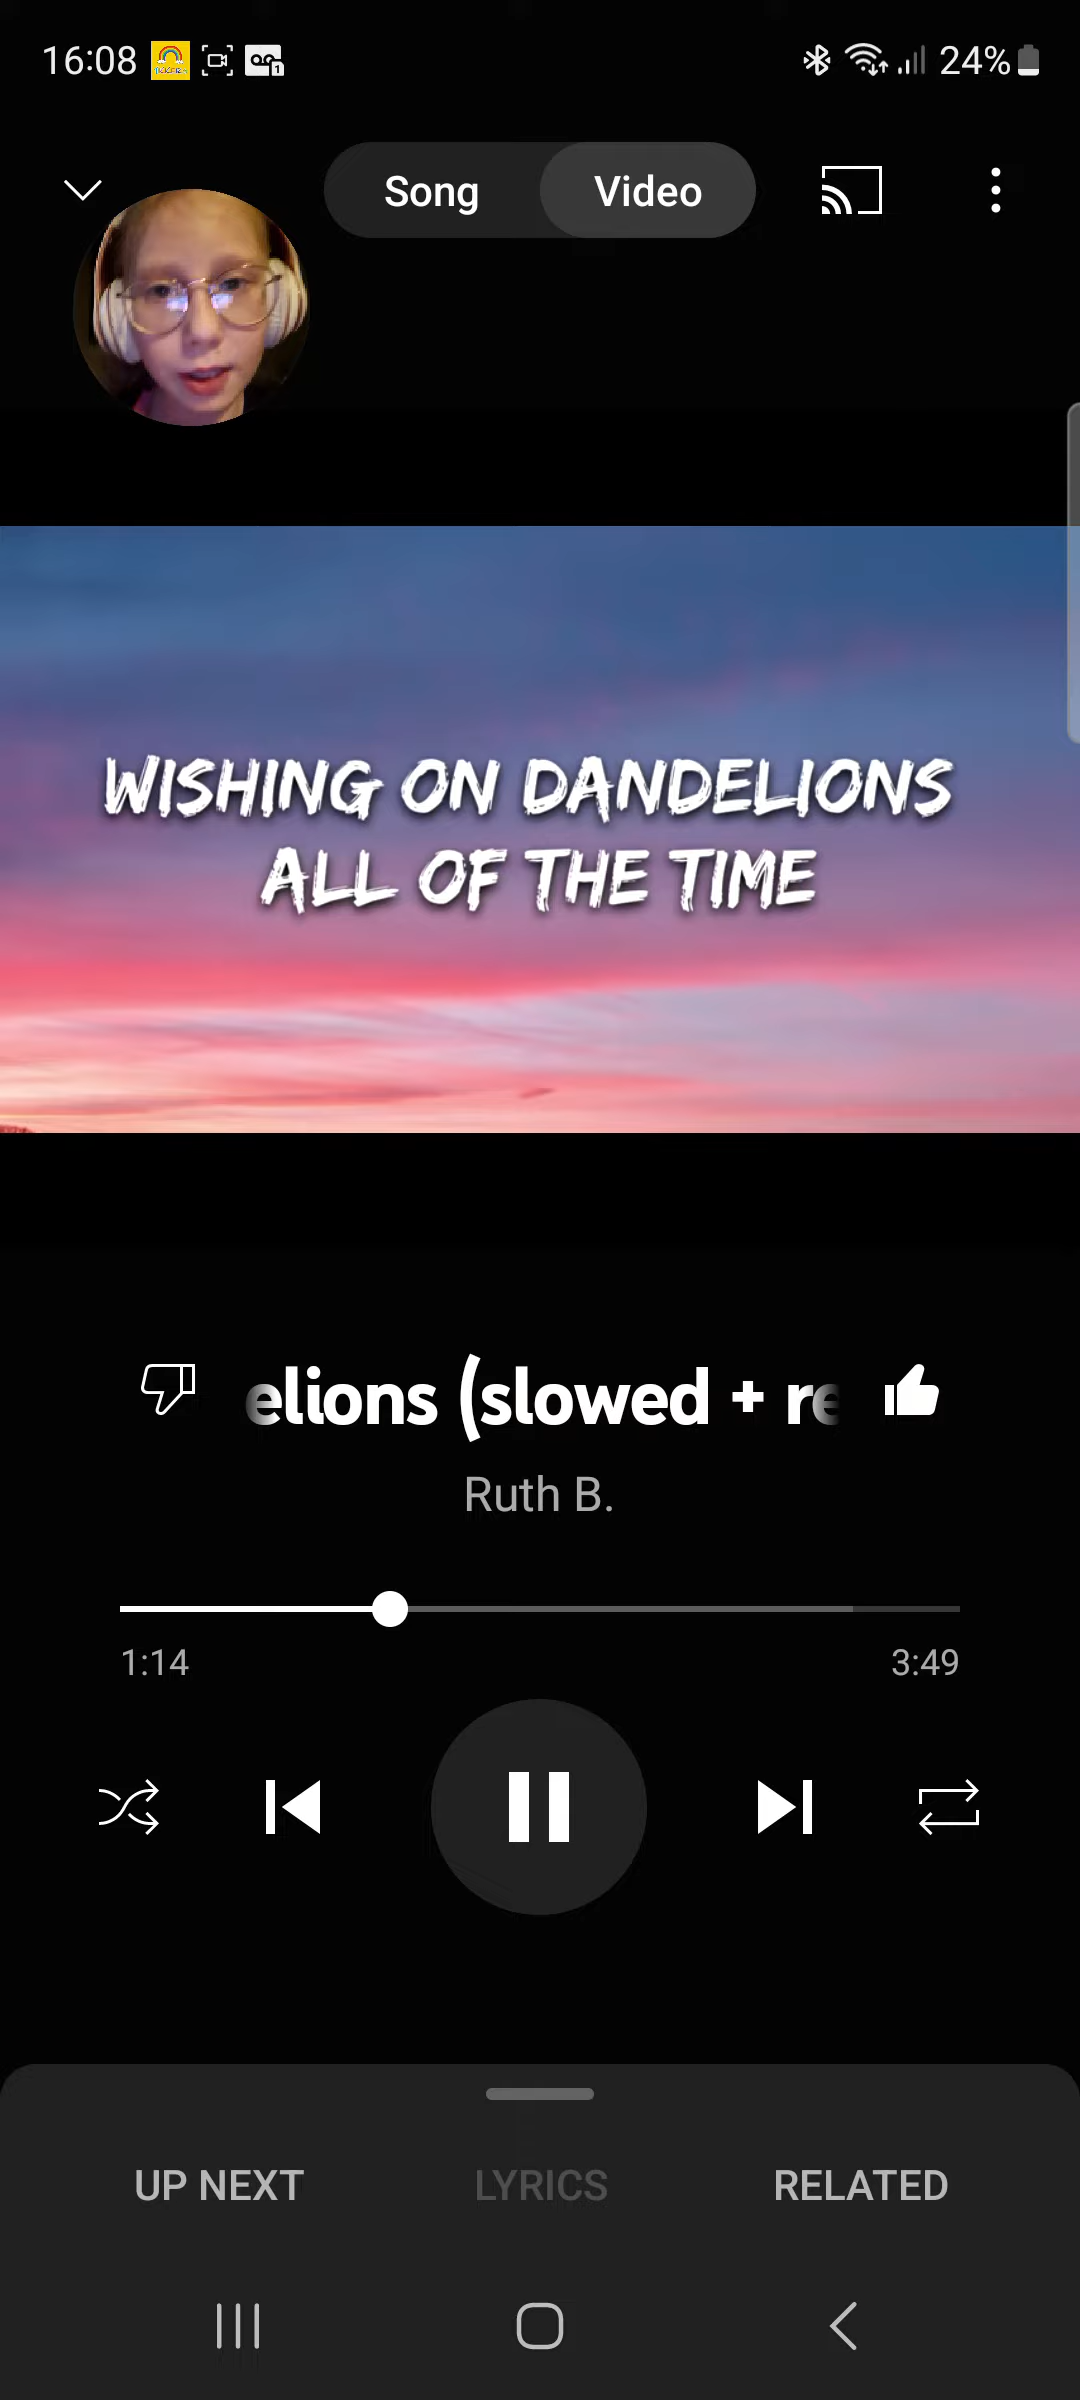 16:08
24%
Song Video
WISHING ON DANDELIONS
ALL OF THE TIME
elions (slowed + re
Ruth B.
1:14 3:49
UP NEXT LYRICS RELATED